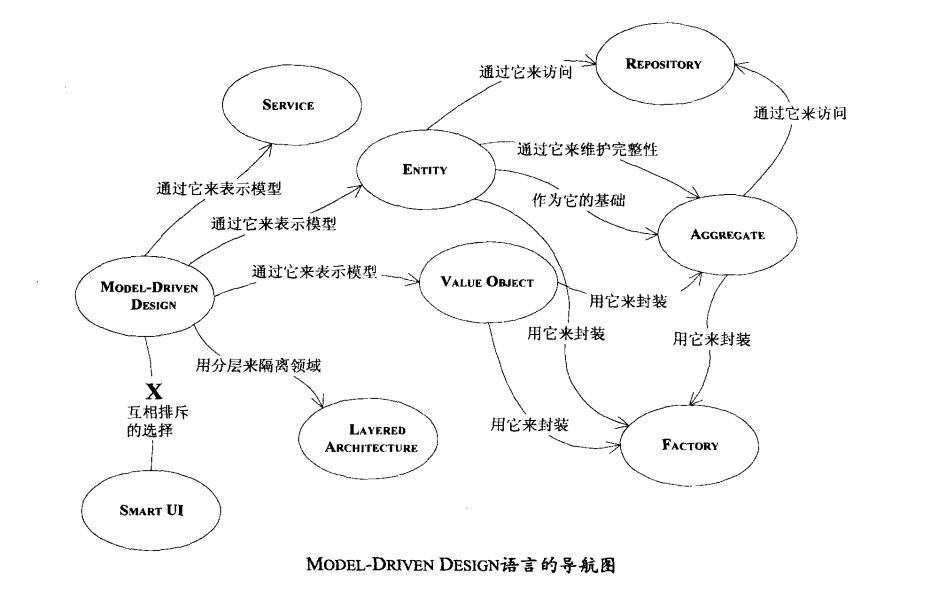 REPOSITORY
通过它来访问
SERVICE
通过它来访问
通过它来维护完整性
ENTITY
通过它来表示模型
作为它的基础
通过它来表示模型
AGGREGATE
通过它来表示模型
VALUE OBJECT
MODEL-DRIVEN
DESIGN
用它来封装
用它来封装
用它来封装
用分层来隔离领域
X
互相排斥
的选择
用它来封装
LAYERED
ARCHITECTURE
FACTORY
SMART UI
MODEL-DRIVEN DESIGN语言的导航图